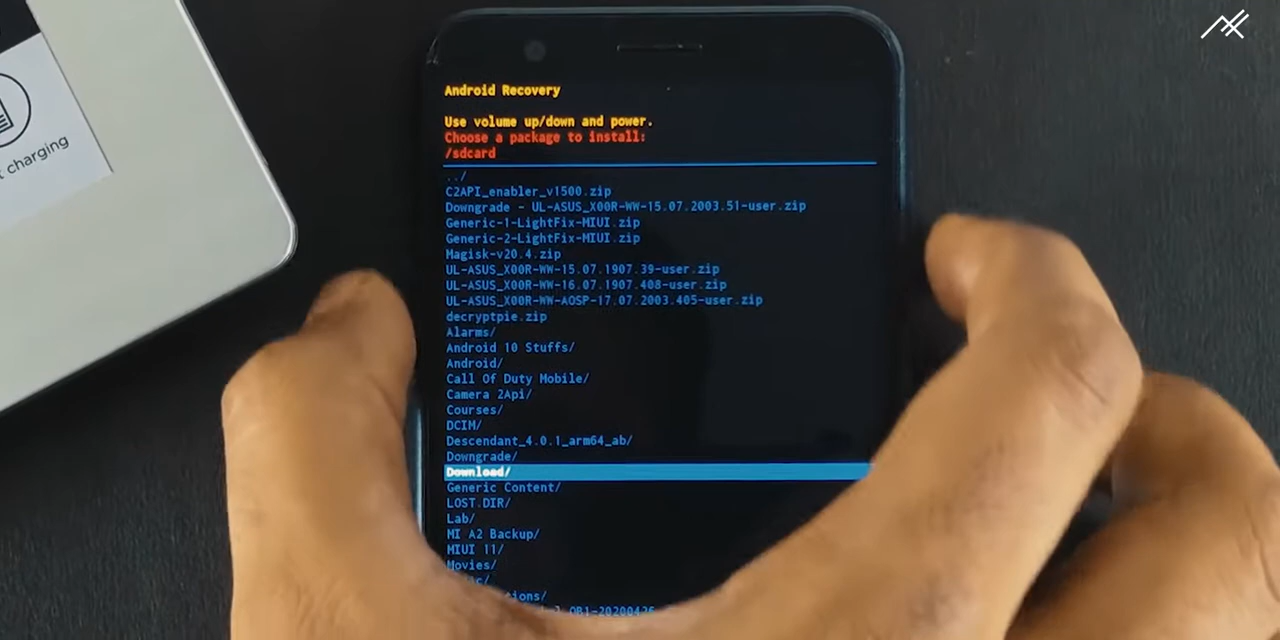 charging
Android Recovery
Use volume up/down and power.
Choose a package to install:
/sdcard
../
C2API_enabler_v1500.zip
Downgrade - UL-ASUS_X00R-WW-15.07.2003.51-user.zip
Generic-1-LightFix-MIUI.zip
Generic-2-LightFix-MIUI.zip
Magisk-v20.4.zip
UL-ASUS_X00R-WW-15.07.1907.39-user.zip
UL-ASUS_X00R-WW-16.07.1907.408-user.zip
UL-ASUS_X00R-WW-AOSP-17.07.2003.405-user.zip
decryptpie.zip
Alarms/
Android 10 Stuffs/
Android/
Call Of Duty Mobile/
Camera 2Api/
Courses/
DCIM/
Descendant_4.0.1_arm64_ab/
Downgrade/
Download/
Generic Content/
LOST.DIR/
Lab/
MI A2 Backup/
MIUI 11/
Movies/